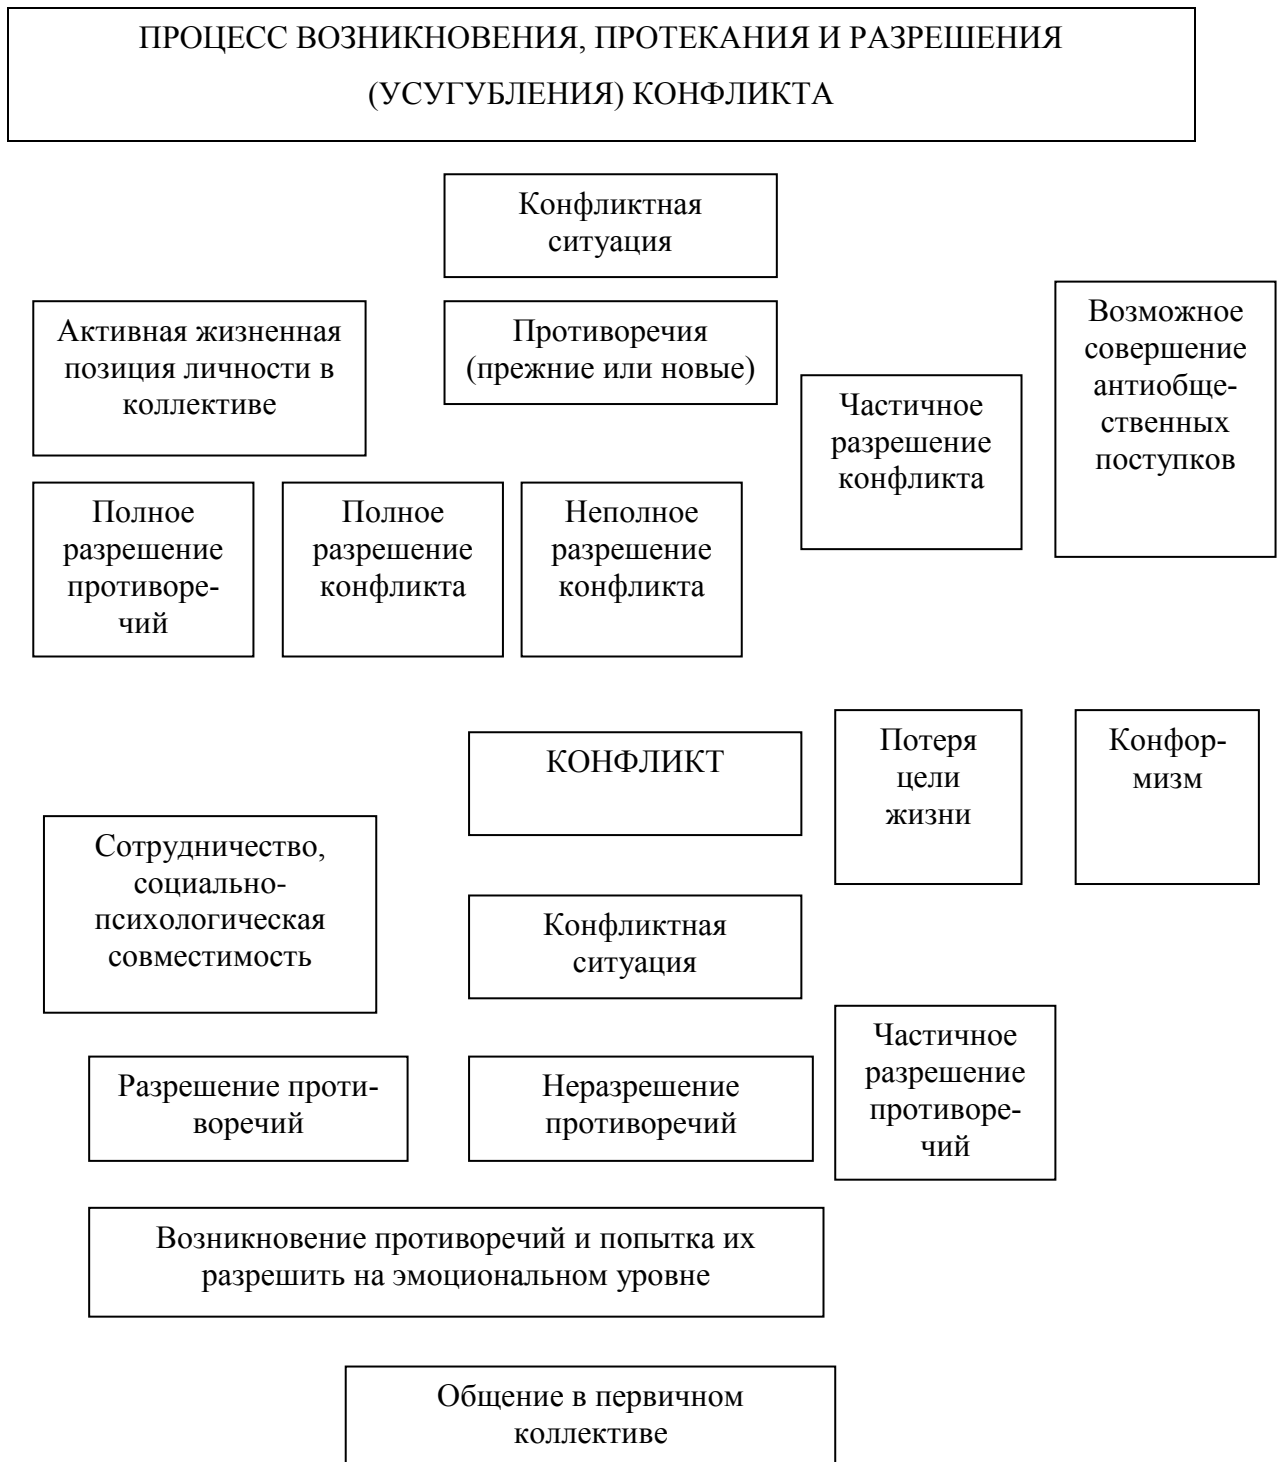 ПРОЦЕСС ВОЗНИКНОВЕНИЯ, ПРОТЕКАНИЯ И РАЗРЕШЕНИЯ
(УСУГУБЛЕНИЯ) КОНФЛИКТА
Конфликтная
ситуация
Активная жизненная
позиция личности в
коллективе
Противоречия
(прежние или новые)
Частичное
разрешение
конфликта
Возможное
совершение
антиобще-
ственных
поступков
Полное
разрешение
противоре-
чий
Полное
разрешение
конфликта
Неполное
разрешение
конфликта
КОНФЛИКТ
Потеря
цели
жизни
Конфор-
мизм
Сотрудничество,
социально-
психологическая
совместимость
Конфликтная
ситуация
Разрешение проти-
воречий
Неразрешение
противоречий
Частичное
разрешение
противоре-
чий
Возникновение противоречий и попытка их
разрешить на эмоциональном уровне
Общение в первичном
коллективе